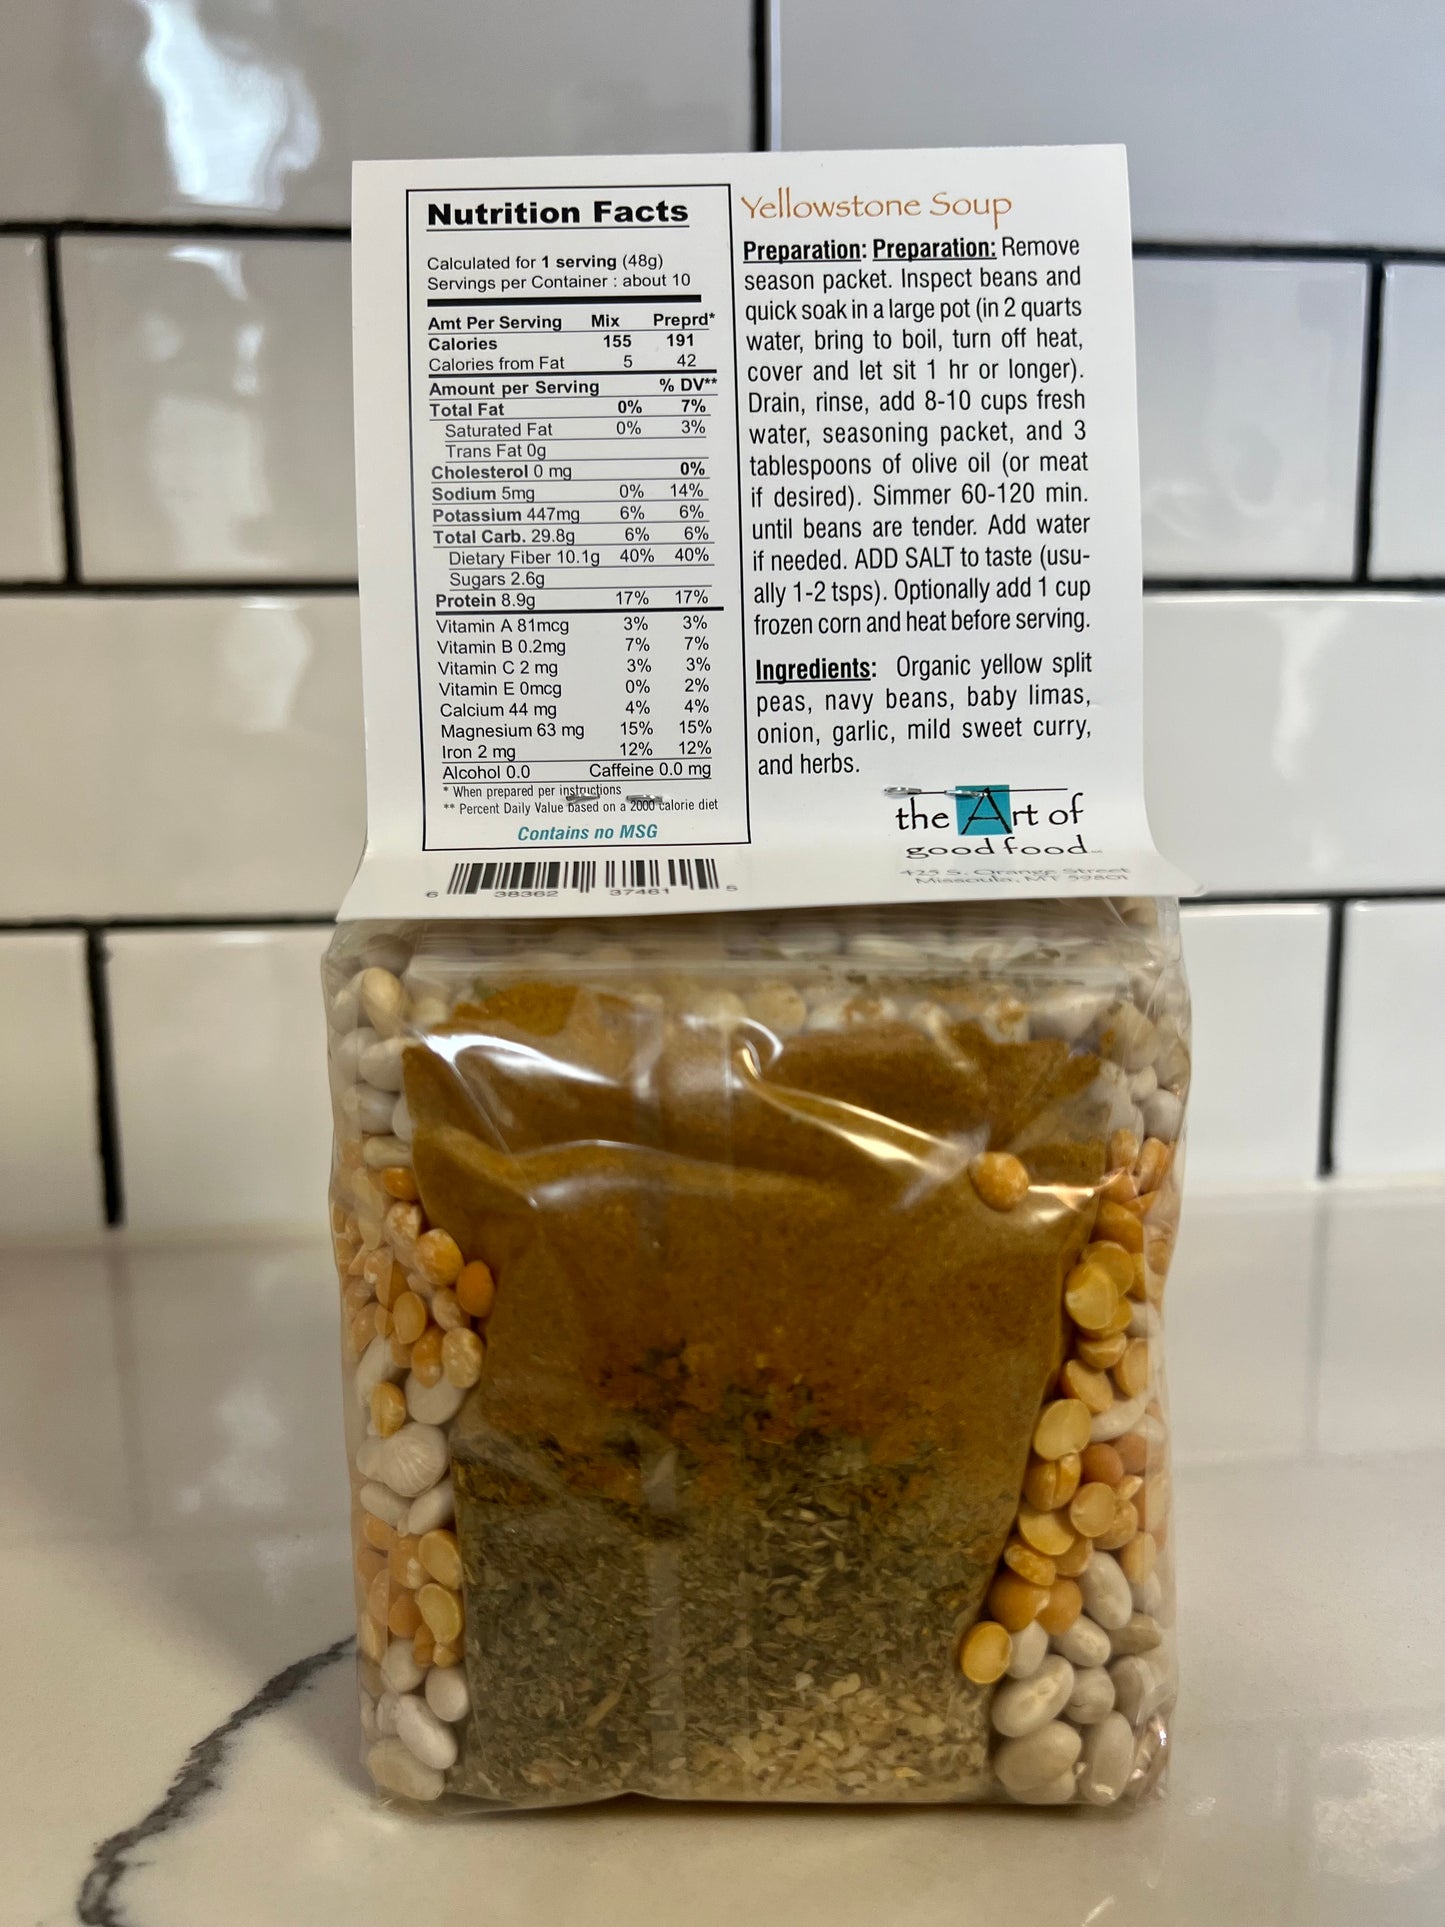 Nutrition Facts
Calculated for 1 serving (48g)
Servings per Container : about 10
Amt Per Serving Mix Preprd*
Calories 155 191
Calories from Fat 5 42
Amount per Serving % DV**
Total Fat 0% 7%
Saturated Fat 0% 3%
Trans Fat 0g
Cholesterol 0 mg 0%
Sodium 5mg 0% 14%
Potassium 447mg 6% 6%
Total Carb. 29.8g 6% 6%
Dietary Fiber 10.1g 40% 40%
Sugars 2.6g
Protein 8.9g 17% 17%
Vitamin A 81mcg 3% 3%
Vitamin B 0.2mg 7% 7%
Vitamin C 2 mg 3% 3%
Vitamin E 0mcg 0% 2%
Calcium 44 mg 4% 4%
Magnesium 63 mg 15% 15%
Iron 2 mg 12% 12%
Alcohol 0.0 Caffeine 0.0 mg
* When prepared per instructions
** Percent Daily Value based on a 2000 calorie diet
Contains no MSG
6 38362 37461 5
Yellowstone Soup
Preparation: Preparation: Remove
season packet. Inspect beans and
quick soak in a large pot (in 2 quarts
water, bring to boil, turn off heat,
cover and let sit 1 hr or longer).
Drain, rinse, add 8-10 cups fresh
water, seasoning packet, and 3
tablespoons of olive oil (or meat
if desired). Simmer 60-120 min.
until beans are tender. Add water
if needed. ADD SALT to taste (usu-
ally 1-2 tsps). Optionally add 1 cup
frozen corn and heat before serving.
Ingredients: Organic yellow split
peas, navy beans, baby limas,
onion, garlic, mild sweet curry,
and herbs.
the Art of
good food
425 S. Orange Street
Missoula, MT 59801